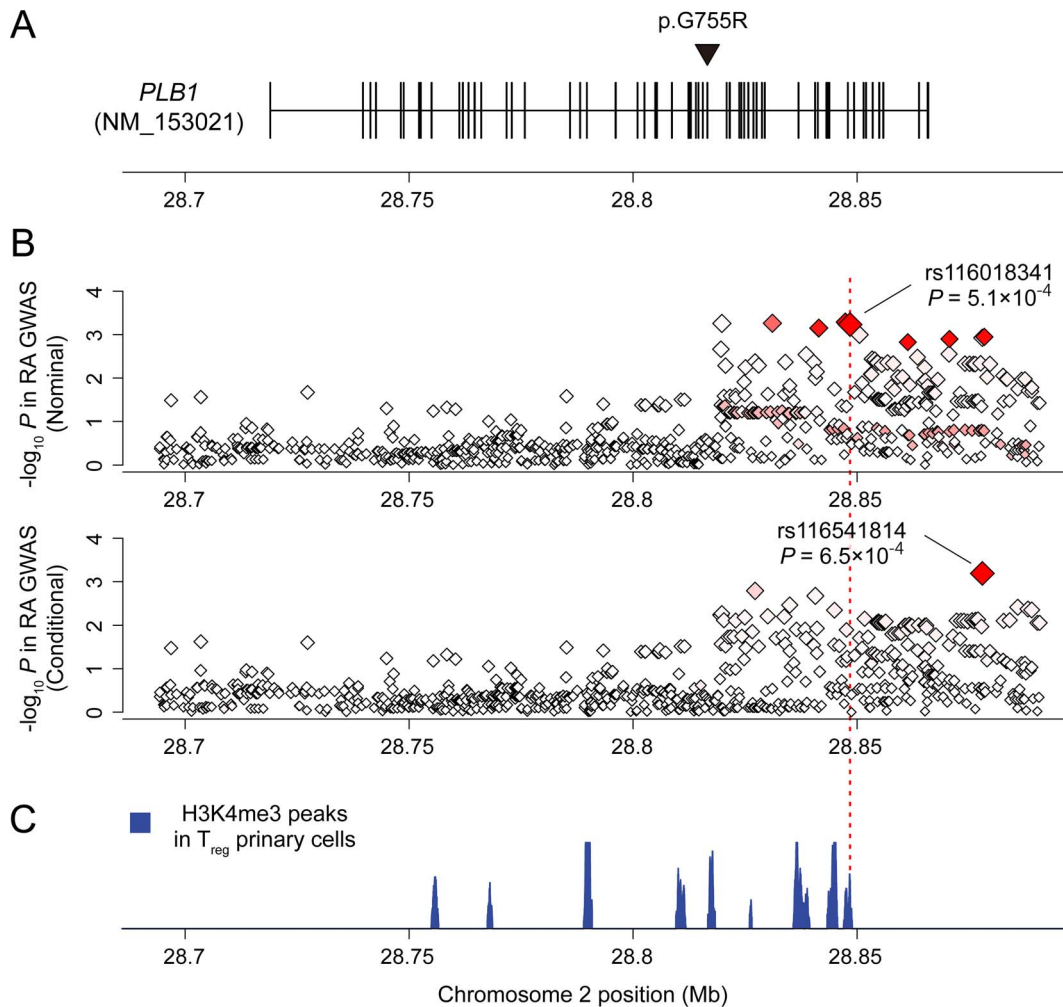 A
p.G755R
PLB1
(NM_153021)
28.7 28.75 28.8 28.85
B
-log10 P in RA GWAS
(Nominal)
4
3
2
1
0
rs116018341
P = 5.1×10-4
28.7 28.75 28.8 28.85
-log10 P in RA GWAS
(Conditional)
4
3
2
1
0
rs116541814
P = 6.5×10-4
28.7 28.75 28.8 28.85
C
H3K4me3 peaks
in Treg prinary cells
28.7 28.75 28.8 28.85
Chromosome 2 position (Mb)